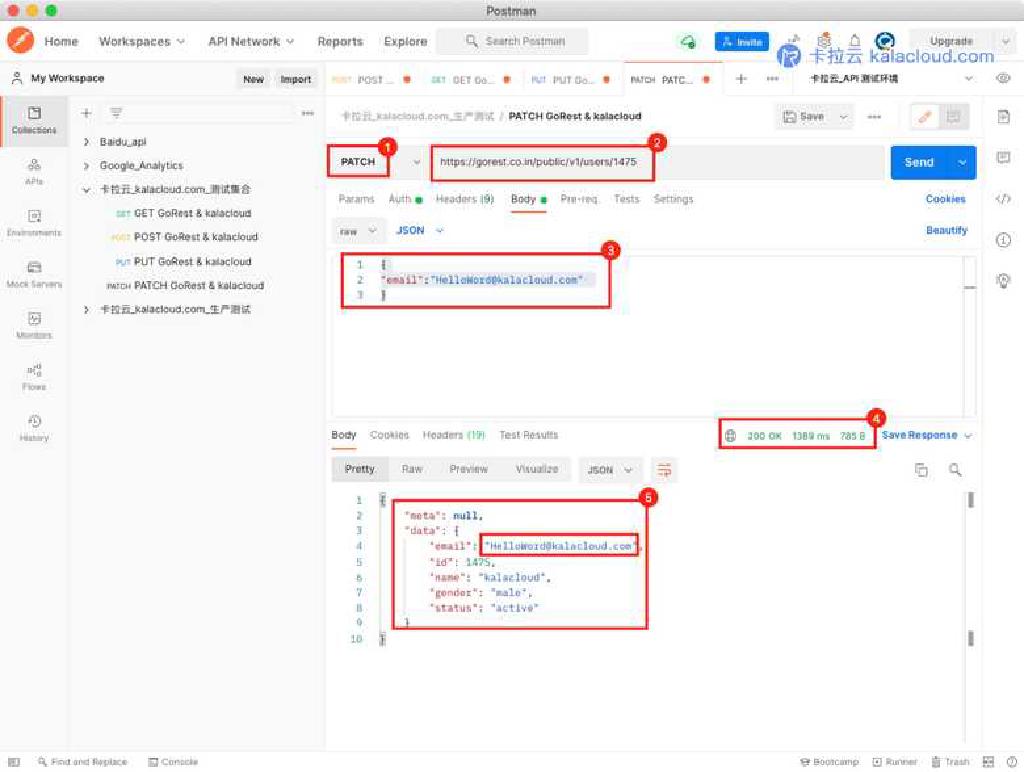 Postman
Home Workspaces API Network Reports Explore Search Postman Invite Upgrade
卡拉云 kalacloud.com
My Workspace New Import POST POST ... GET GET Go... PUT PUT Go... PATCH PATC... 卡拉云_API 测试环境
卡拉云_kalacloud.com_生产测试 / PATCH GoRest & kalacloud Save
Collections
APIs
Environments
Mock Servers
Monitors
Flows
History
Baidu_api
Google_Analytics
卡拉云_kalacloud.com_测试集合
GET GET GoRest & kalacloud
POST POST GoRest & kalacloud
PUT PUT GoRest & kalacloud
PATCH PATCH GoRest & kalacloud
卡拉云_kalacloud.com_生产测试
1 2
PATCH https://gorest.co.in/public/v1/users/1475 Send
Params Auth Headers (9) Body Pre-req. Tests Settings Cookies
raw JSON Beautify
3
1 {
2 "email":"HelloWord@kalacloud.com"
3 }
4
Body Cookies Headers (19) Test Results 200 OK 1389 ms 785 B Save Response
Pretty Raw Preview Visualize JSON
5
1 {
2 "meta": null,
3 "data": {
4 "email": "HelloWord@kalacloud.com",
5 "id": 1475,
6 "name": "kalacloud",
7 "gender": "male",
8 "status": "active"
9 }
10 }
Find and Replace Console Bootcamp Runner Trash